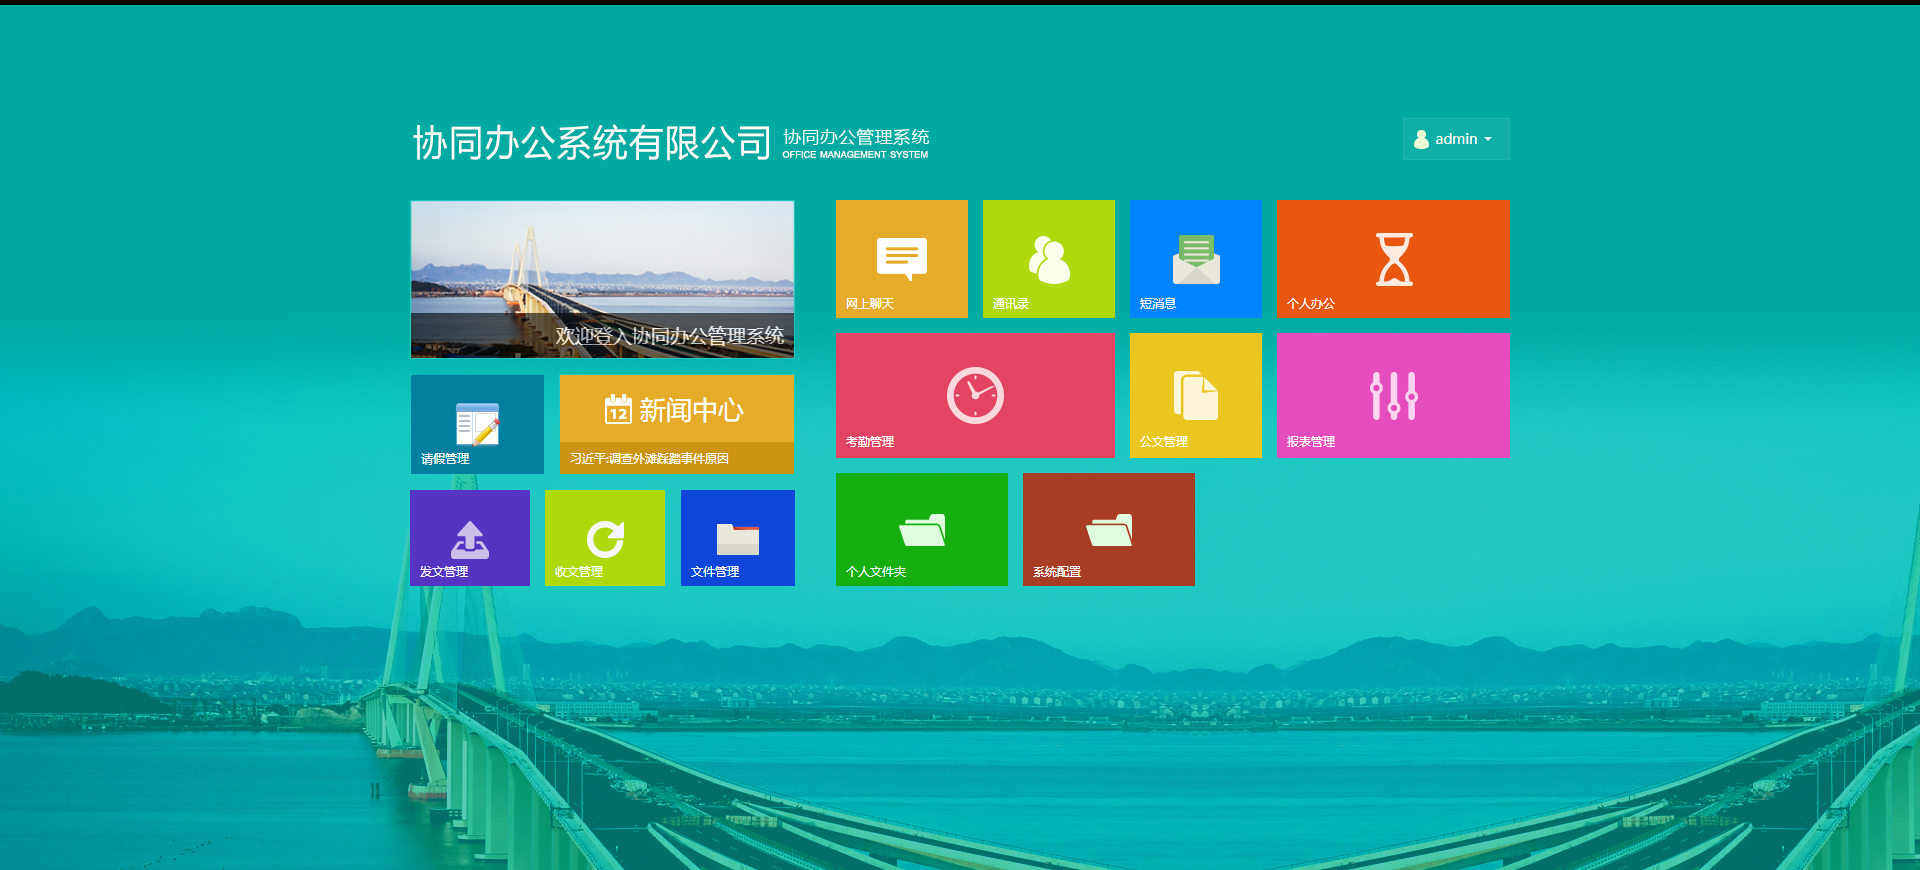 协同办公系统有限公司
协同办公管理系统
OFFICE MANAGEMENT SYSTEM
admin
欢迎登入协同办公管理系统
网上聊天
通讯录
短消息
个人办公
请假管理
12 新闻中心
习近平:调查外滩踩踏事件原因
考勤管理
公文管理
报表管理
发文管理
收文管理
文件管理
个人文件夹
系统配置